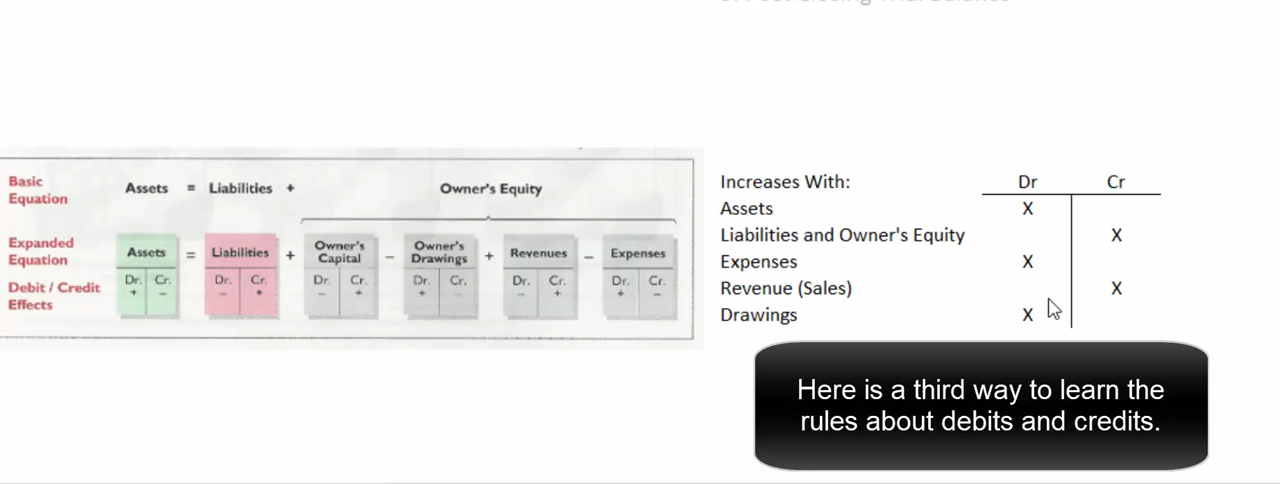 Basic
Equation
Assets = Liabilities + Owner's Equity
Expanded
Equation
Assets = Liabilities + Owner's Capital – Owner's Drawings + Revenues – Expenses
Debit / Credit
Effects
Dr. Cr. Dr. Cr. Dr. Cr. Dr. Cr. Dr. Cr. Dr. Cr.
+ – – + – + + – + + –
Increases With: Dr Cr
Assets X
Liabilities and Owner's Equity X
Expenses X
Revenue (Sales) X
Drawings X
Here is a third way to learn the
rules about debits and credits.